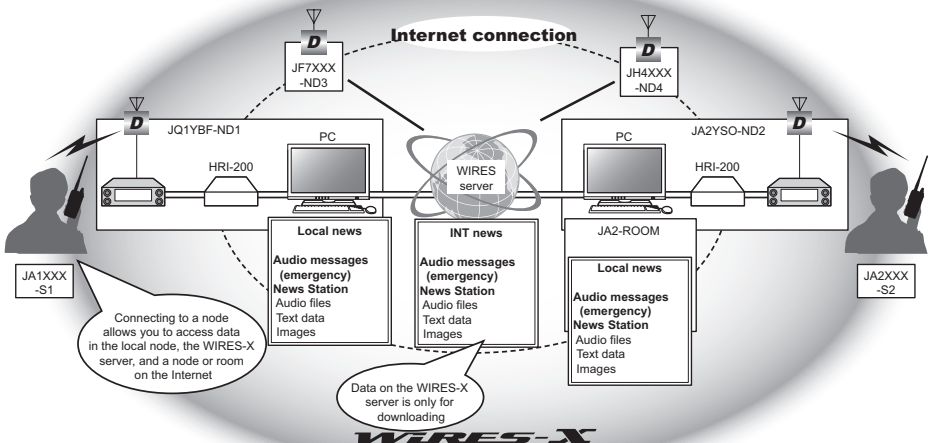 Internet connection
D
JF7XXX
-ND3
D
JH4XXX
-ND4
D
JQ1YBF-ND1
PC
HRI-200
WIRES
server
PC
JA2YSO-ND2
HRI-200
D
JA1XXX
-S1
JA2XXX
-S2
Local news
Audio messages
(emergency)
News Station
Audio files
Text data
Images
INT news
Audio messages
(emergency)
News Station
Audio files
Text data
Images
JA2-ROOM
Local news
Audio messages
(emergency)
News Station
Audio files
Text data
Images
Connecting to a node
allows you to access data
in the local node, the WIRES-X
server, and a node or room
on the Internet
Data on the WIRES-X
server is only for
downloading
WIRES-X